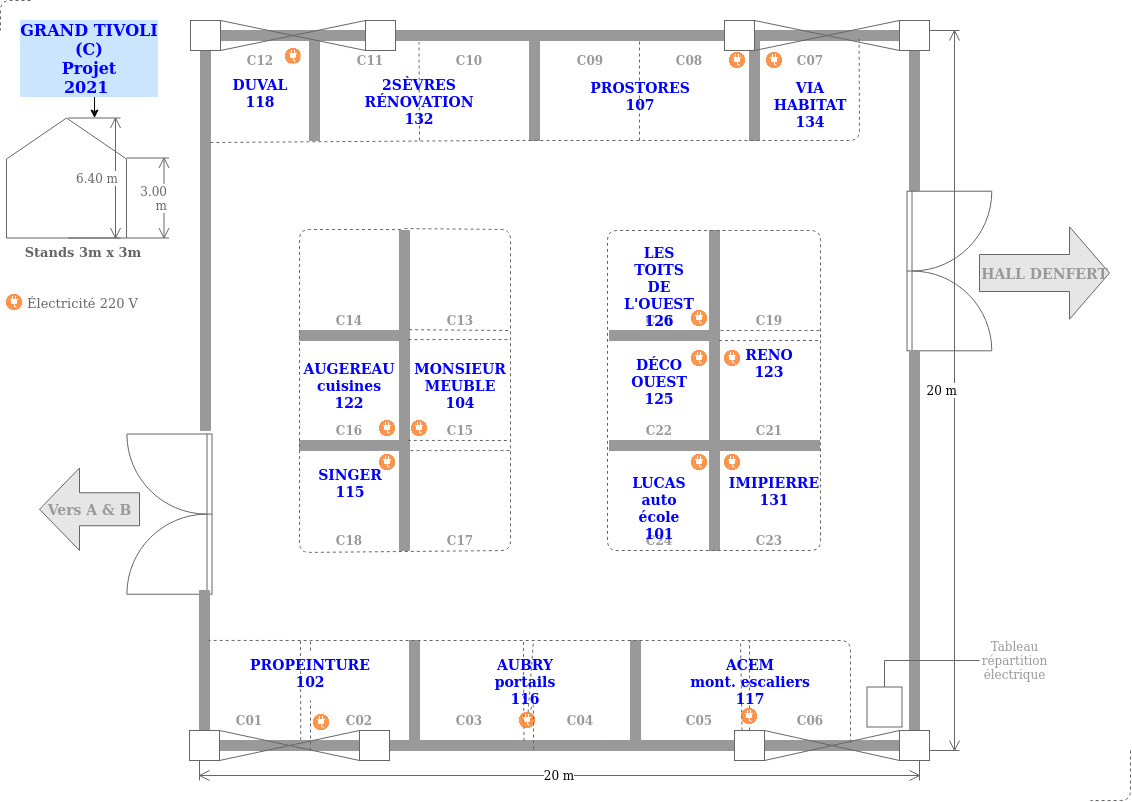 GRAND TIVOLI
(C)
Projet
2021
6.40 m
3.00
m
Stands 3m x 3m
Électricité 220 V
C12
DUVAL
118
C11
C10
2SÈVRES
RÉNOVATION
132
C09
C08
PROSTORES
107
C07
VIA
HABITAT
134
C14
C13
LES
TOITS
DE
L'OUEST
126
C19
AUGEREAU
cuisines
122
C16
MONSIEUR
MEUBLE
104
C15
DÉCO
OUEST
125
C22
RENO
123
C21
SINGER
115
C18
C17
LUCAS
auto
école
101
C24
IMPIERRE
131
C23
HALL DENFERT
20 m
Vers A & B
PROPEINTURE
102
C01
C02
AUBRY
portails
116
C03
C04
ACEM
mont. escaliers
117
C05
C06
Tableau
répartition
électrique
20 m